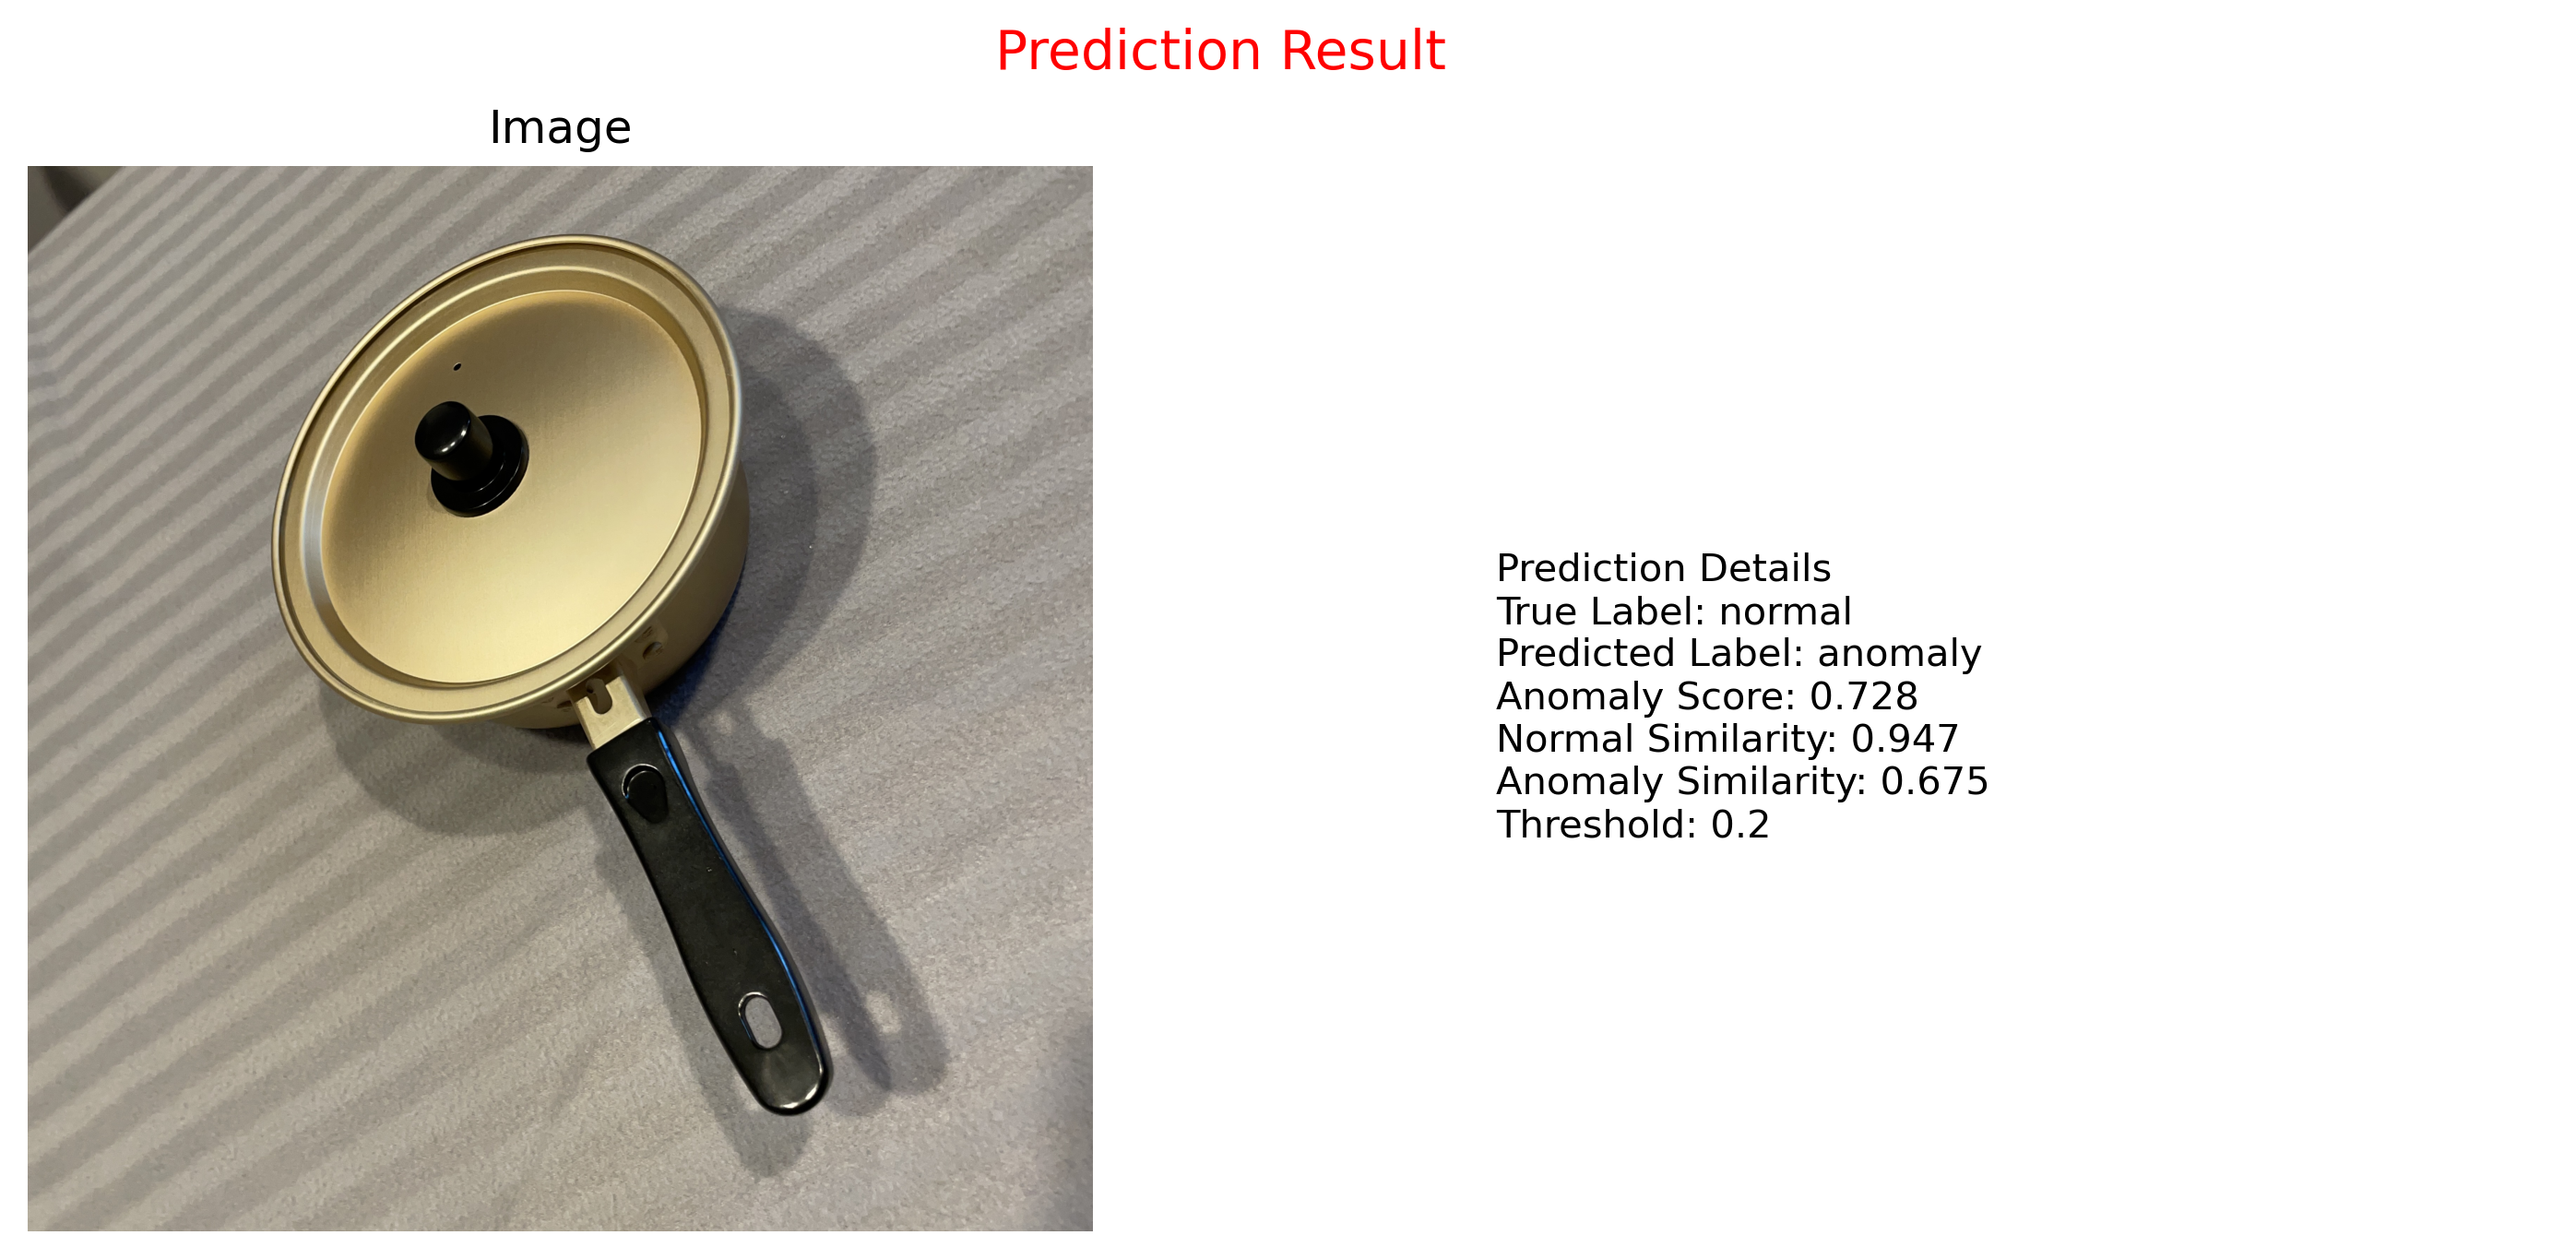 Prediction Result
Image
Prediction Details
True Label: normal
Predicted Label: anomaly
Anomaly Score: 0.728
Normal Similarity: 0.947
Anomaly Similarity: 0.675
Threshold: 0.2